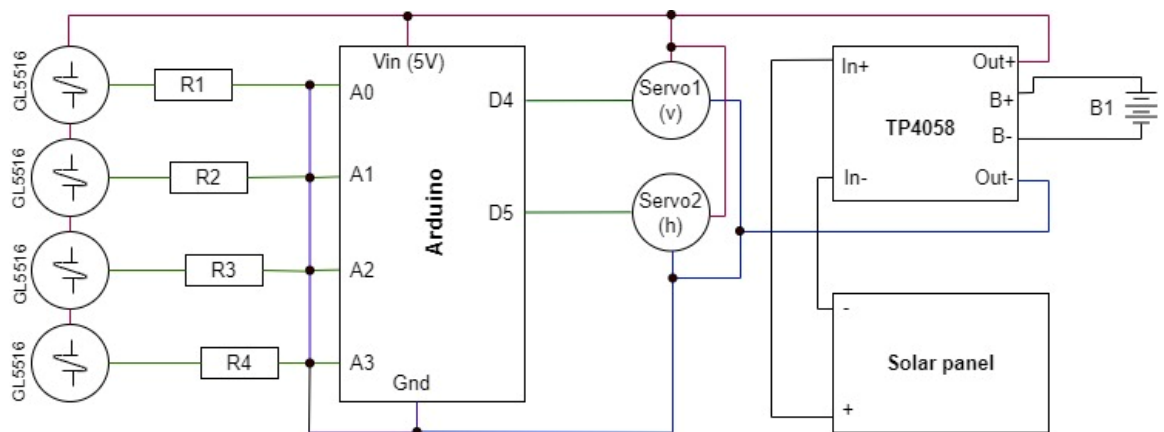 GL5516
GL5516
GL5516
GL5516
R1
R2
R3
R4
Vin (5V)
A0
A1
A2
A3
Arduino
D4
D5
Gnd
Servo1
(v)
Servo2
(h)
In+
In-
TP4058
Out+
B+
B-
Out-
B1
-
Solar panel
+